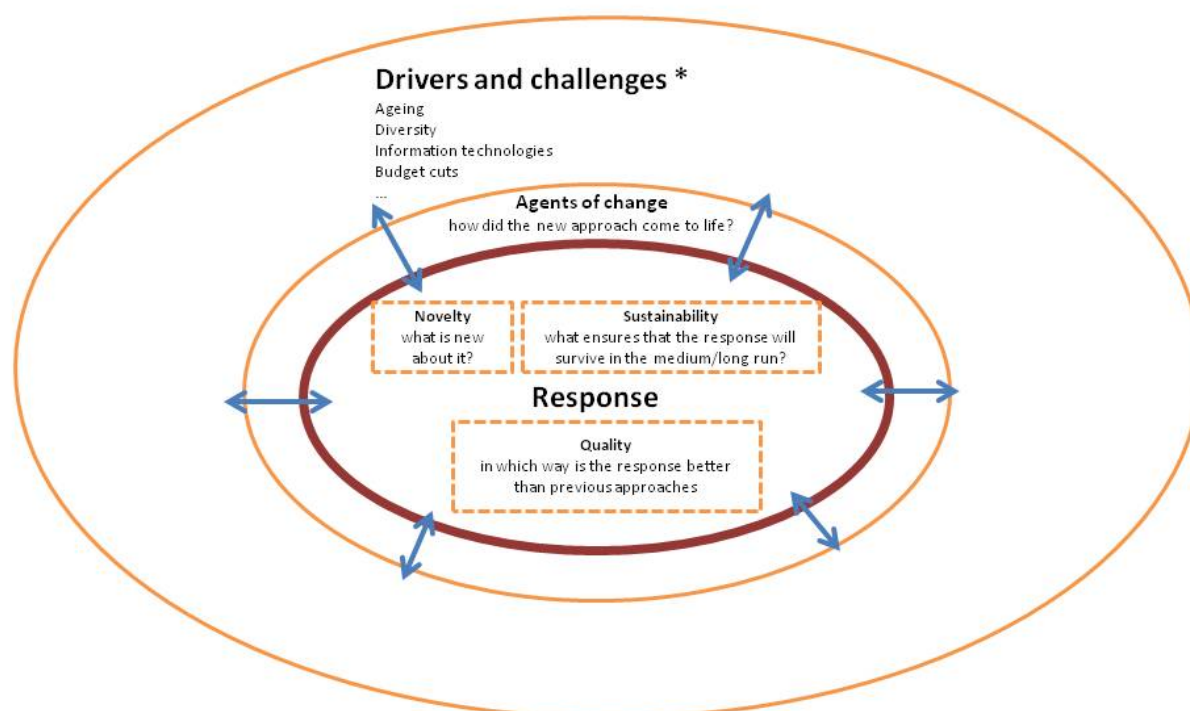 Drivers and challenges *
Ageing
Diversity
Information technologies
Budget cuts
...
Agents of change
how did the new approach come to life?
Novelty
what is new
about it?
Sustainability
what ensures that the response will
survive in the medium/long run?
Response
Quality
in which way is the response better
than previous approaches